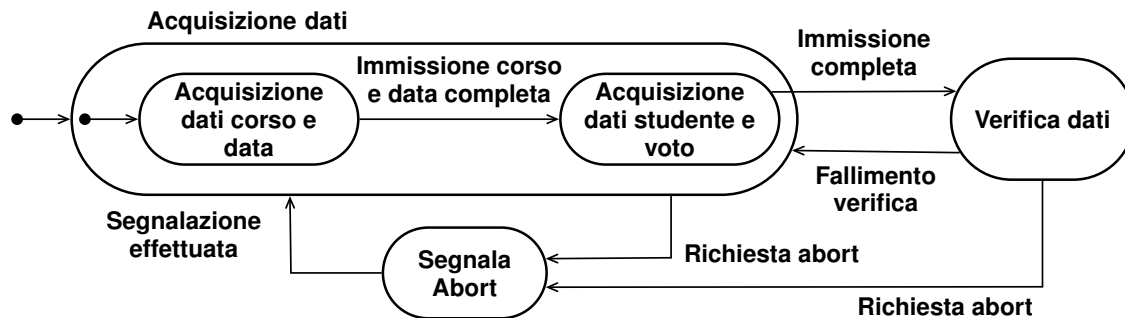 Acquisizione dati
Immissione
completa
Immissione corso
e data completa
Acquisizione
dati corso e
data
Acquisizione
dati studente e
voto
Verifica dati
Fallimento
verifica
Segnalazione
effettuata
Segnala
Abort
Richiesta abort
Richiesta abort